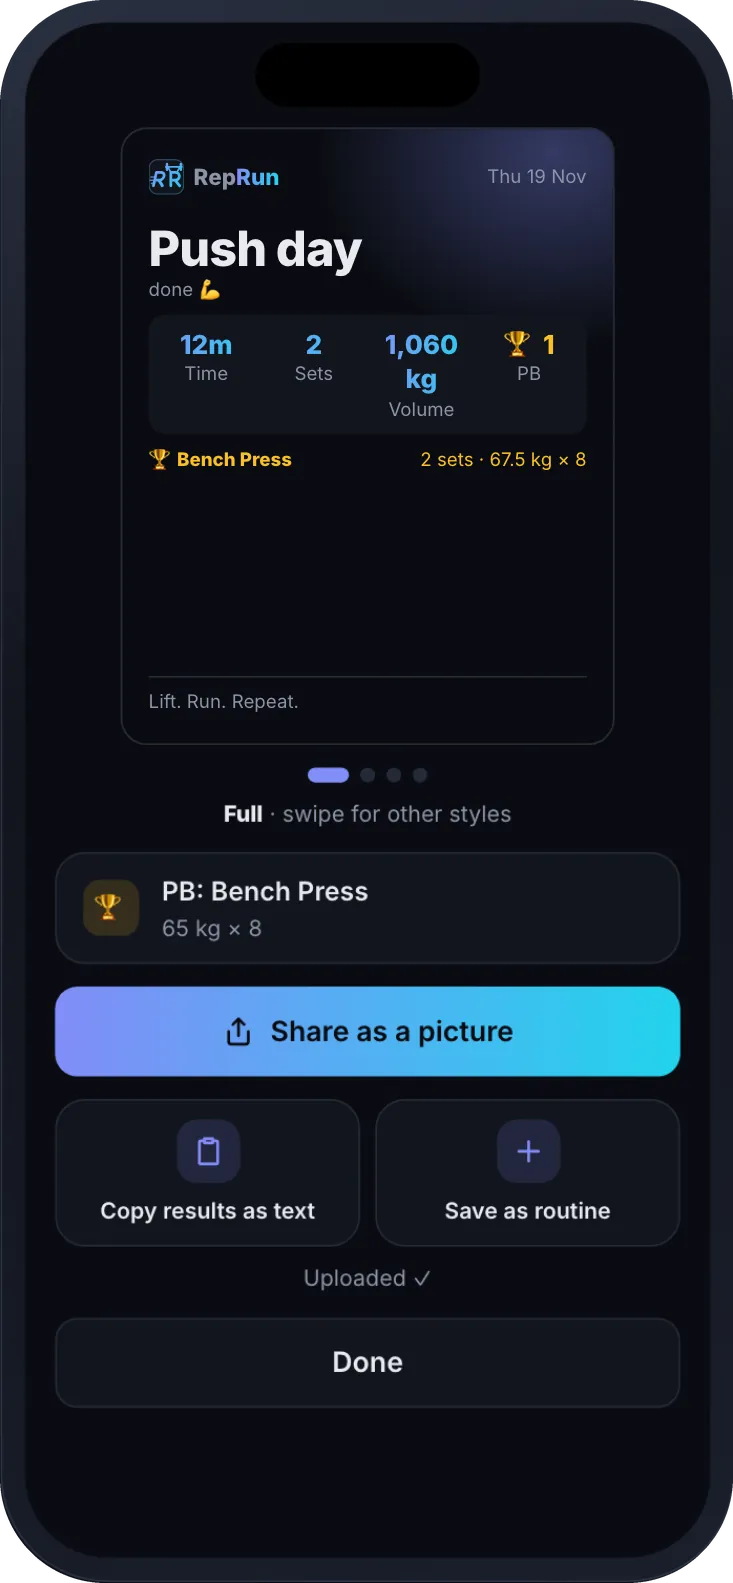 RepRun
Thu 19 Nov
Push day
done 💪
12m
Time
2
Sets
1,060
kg
Volume
🏆 1
PB
🏆 Bench Press
2 sets · 67.5 kg × 8
Lift. Run. Repeat.
Full · swipe for other styles
🏆
PB: Bench Press
65 kg × 8
Share as a picture
Copy results as text
Save as routine
Uploaded ✓
Done